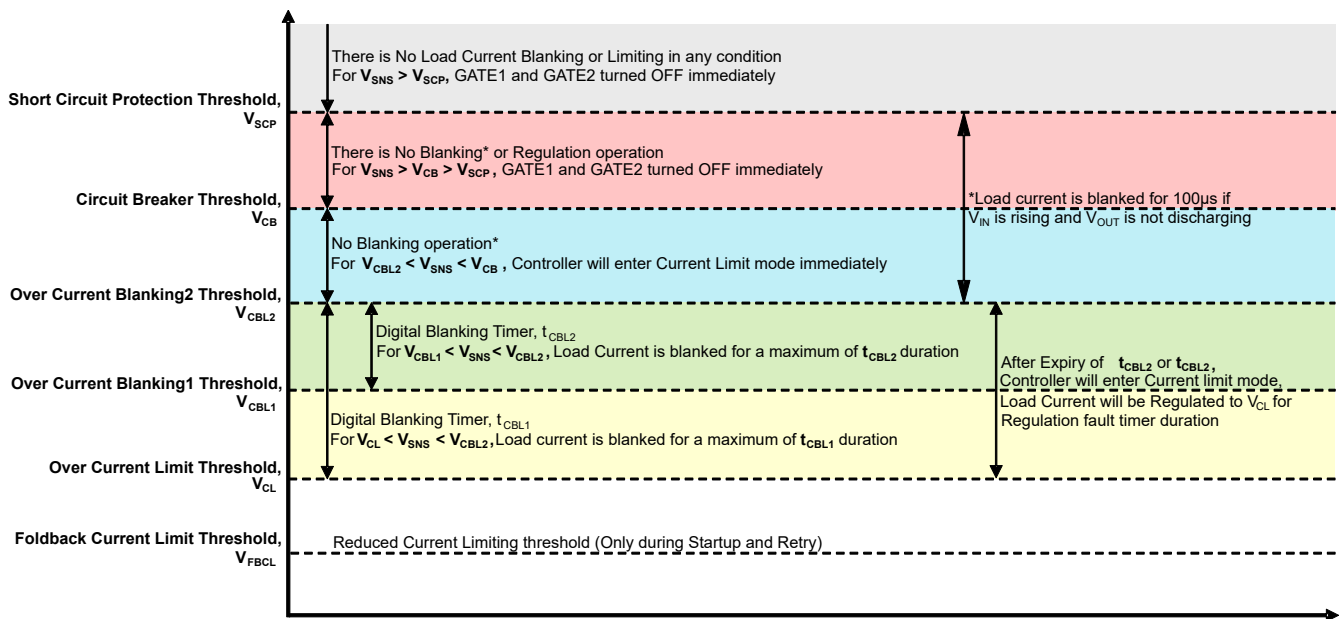 There is No Load Current Blanking or Limiting in any condition
For VSNS > VSCP, GATE1 and GATE2 turned OFF immediately
Short Circuit Protection Threshold,
VSCP
There is No Blanking* or Regulation operation
For VSNS > VCB > VSCP, GATE1 and GATE2 turned OFF immediately
Circuit Breaker Threshold,
VCB
*Load current is blanked for 100µs if
VIN is rising and VOUT is not discharging
No Blanking operation*
For VCBL2 < VSNS < VCB , Controller will enter Current Limit mode immediately
Over Current Blanking2 Threshold,
VCBL2
Digital Blanking Timer, tCBL2
For VCBL1 < VSNS < VCBL2, Load Current is blanked for a maximum of tCBL2 duration
Over Current Blanking1 Threshold,
VCBL1
After Expiry of tCBL2 or tCBL2,
Controller will enter Current limit mode,
Load Current will be Regulated to VCL for
Regulation fault timer duration
Digital Blanking Timer, tCBL1
For VCL < VSNS < VCBL2, Load current is blanked for a maximum of tCBL1 duration
Over Current Limit Threshold,
VCL
Foldback Current Limit Threshold,
VFBCL
Reduced Current Limiting threshold (Only during Startup and Retry)